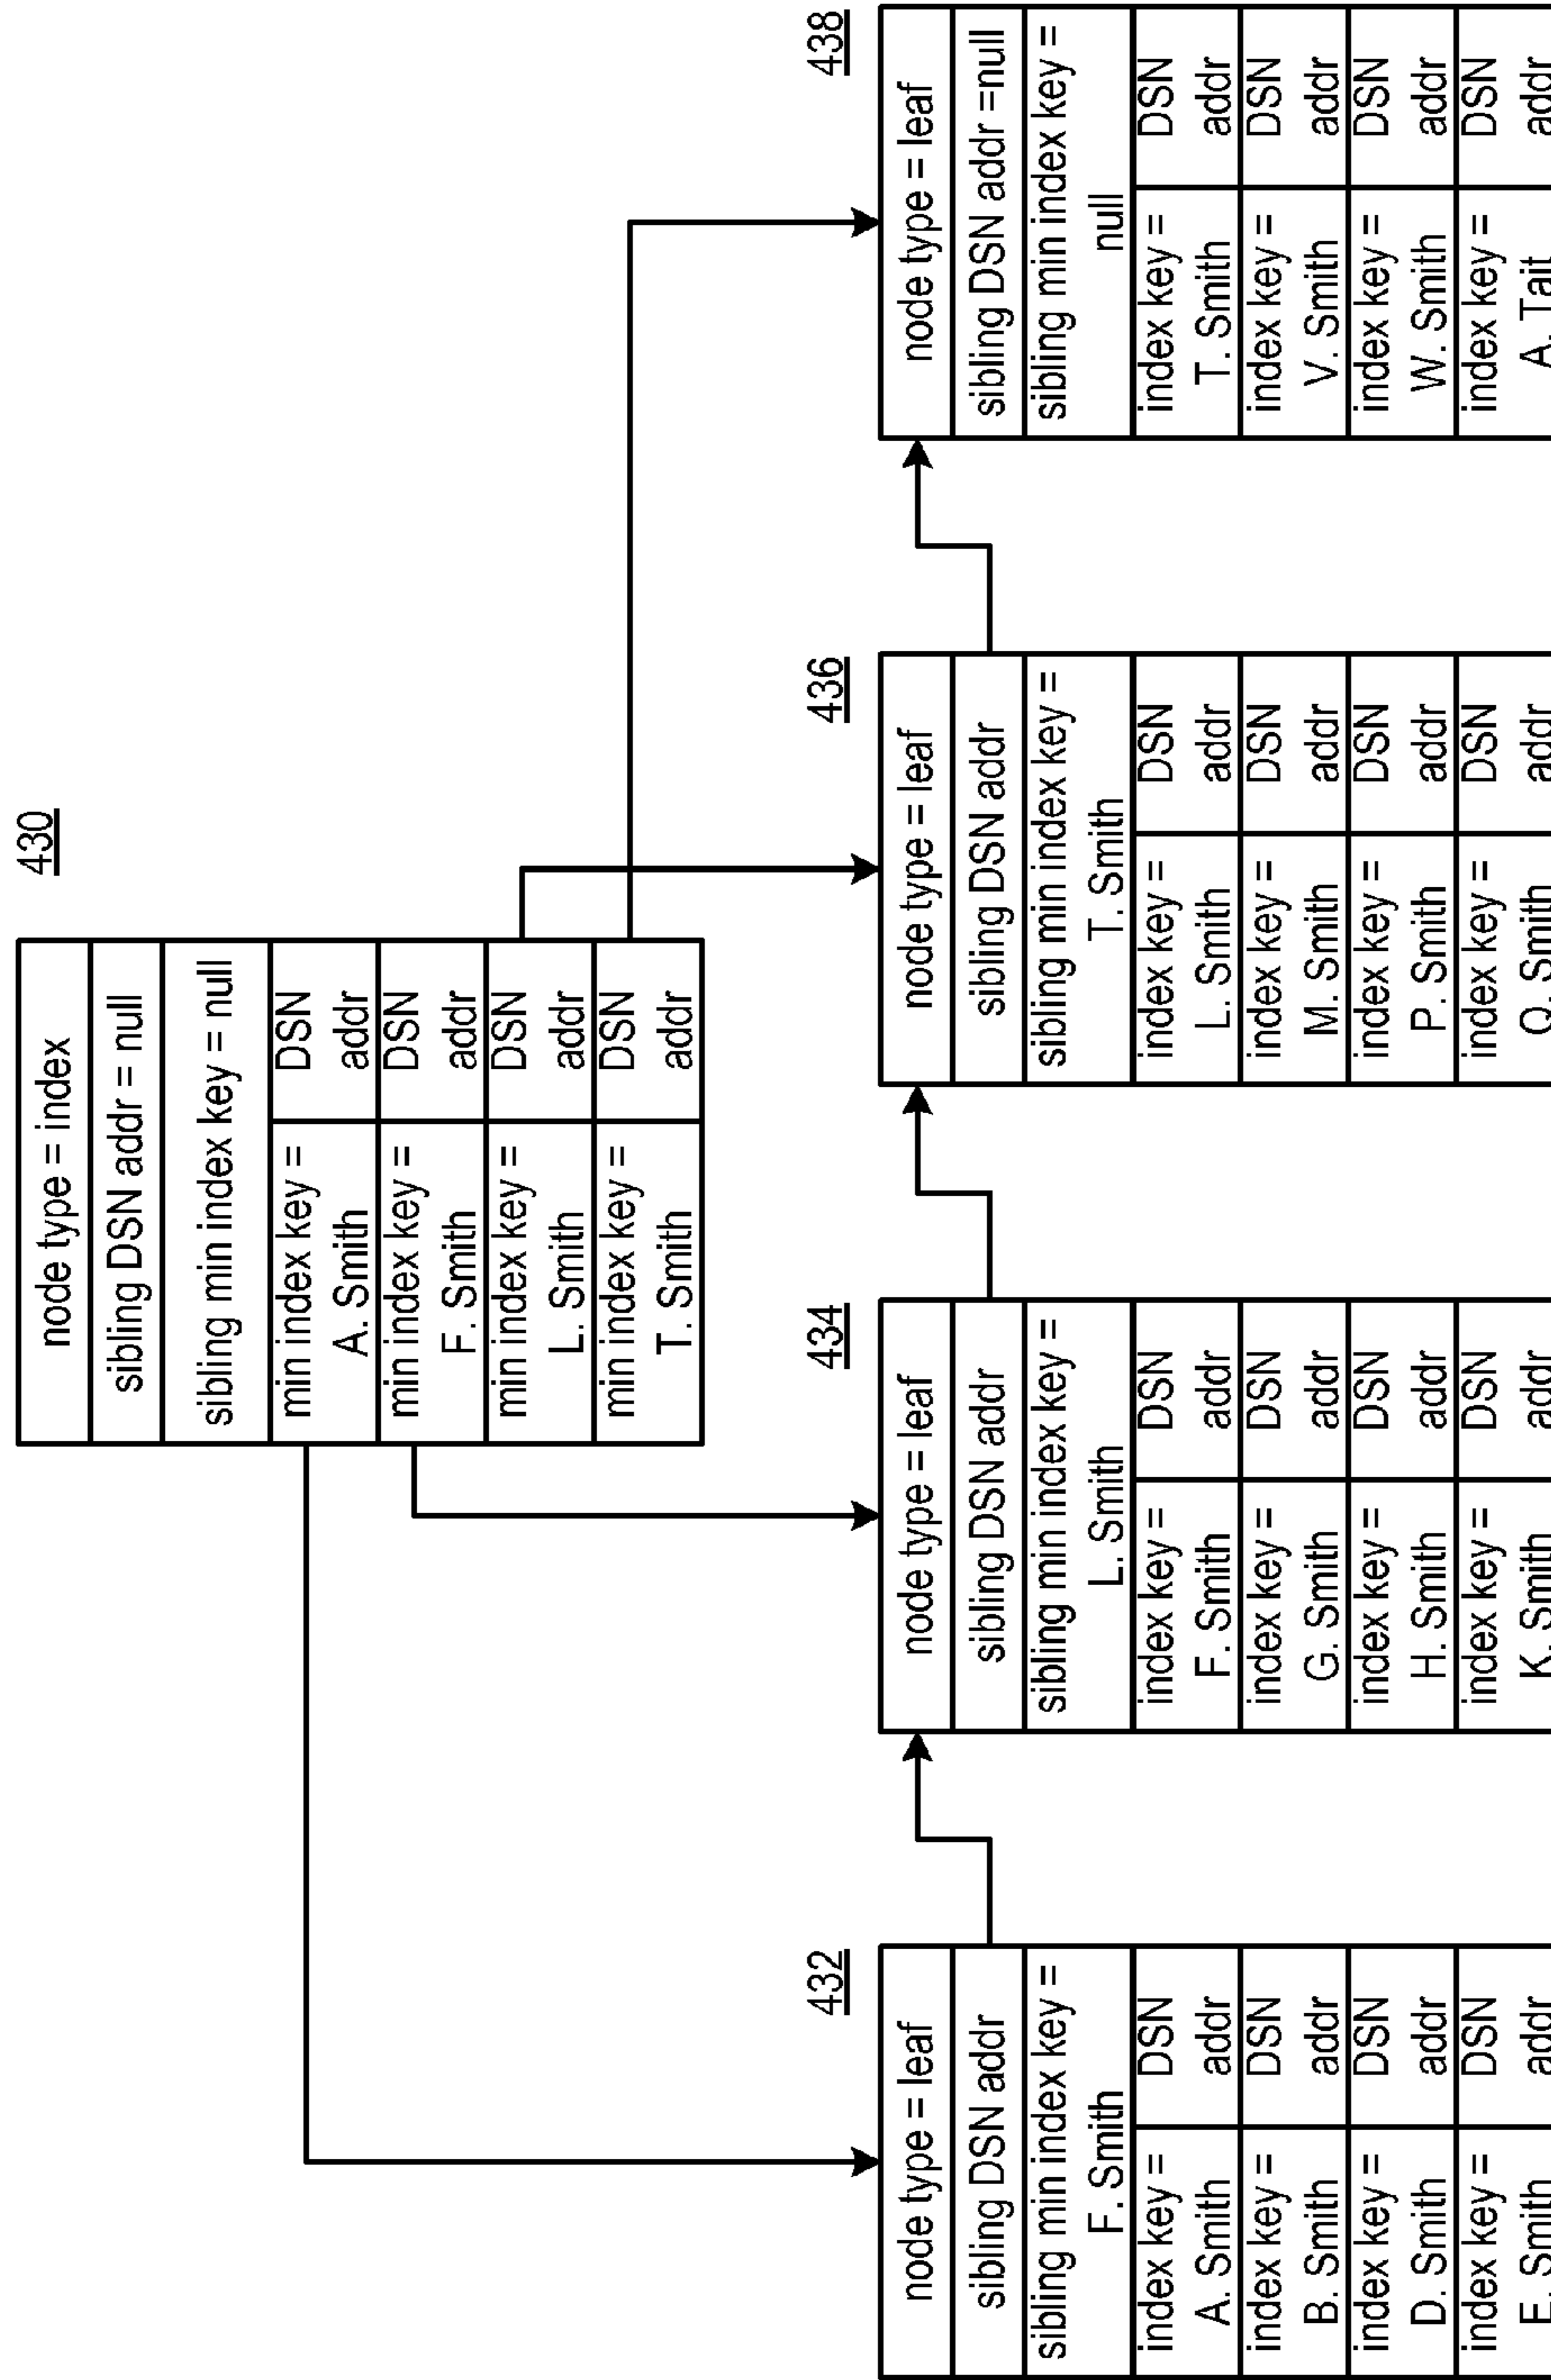 430
node type = index
sibling DSN addr = null
sibling min index key = null
min index key = DSN
A. Smith addr
min index key = DSN
F. Smith addr
min index key = DSN
L. Smith addr
min index key = DSN
T. Smith addr
432
node type = leaf
sibling DSN addr
sibling min index key =
F. Smith
index key = DSN
A. Smith addr
index key = DSN
B. Smith addr
index key = DSN
D. Smith addr
index key = DSN
E. Smith addr
434
node type = leaf
sibling DSN addr
sibling min index key =
L. Smith
index key = DSN
F. Smith addr
index key = DSN
G. Smith addr
index key = DSN
H. Smith addr
index key = DSN
K. Smith addr
436
node type = leaf
sibling DSN addr
sibling min index key =
T. Smith
index key = DSN
L. Smith addr
index key = DSN
M. Smith addr
index key = DSN
P. Smith addr
index key = DSN
Q. Smith addr
438
node type = leaf
sibling DSN addr =null
sibling min index key =
null
index key = DSN
T. Smith addr
index key = DSN
V. Smith addr
index key = DSN
W. Smith addr
index key = DSN
A. Tait addr